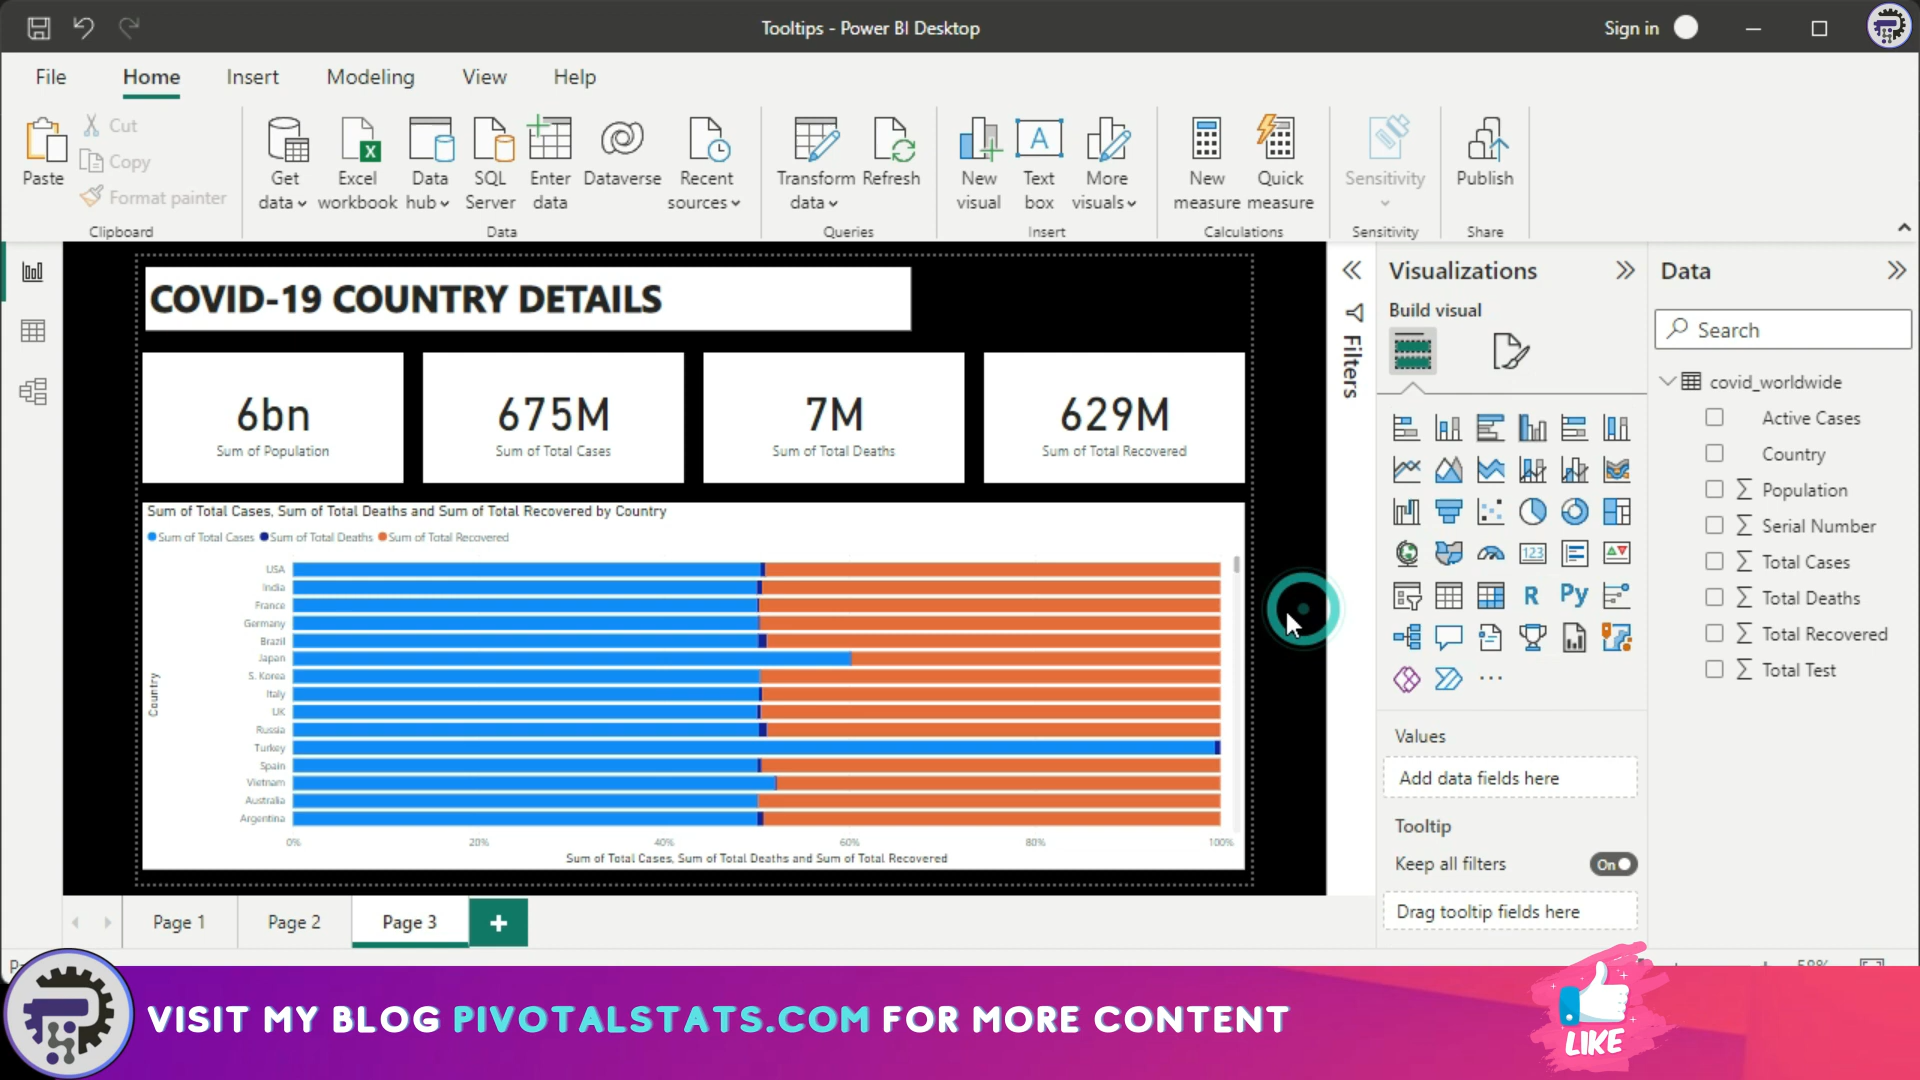 Tooltips - Power BI Desktop
Sign in
File
Home
Insert
Modeling
View
Help
Paste
Cut
Copy
Format painter
Clipboard
Get data
Excel workbook
Data hub
SQL Server
Enter data
Dataverse
Recent sources
Data
Transform data
Refresh
Queries
New visual
A
Text box
More visuals
Insert
New measure
Quick measure
Calculations
Sensitivity
Sensitivity
Publish
Share
COVID-19 COUNTRY DETAILS
6bn
Sum of Population
675M
Sum of Total Cases
7M
Sum of Total Deaths
629M
Sum of Total Recovered
Sum of Total Cases, Sum of Total Deaths and Sum of Total Recovered by Country
Sum of Total Cases
Sum of Total Deaths
Sum of Total Recovered
Country
USA
India
France
Germany
Brazil
Japan
S. Korea
Italy
UK
Russia
Turkey
Spain
Vietnam
Australia
Argentina
0%
20%
40%
60%
80%
100%
Sum of Total Cases, Sum of Total Deaths and Sum of Total Recovered
Filters
Visualizations
Build visual
123
R
Py
Values
Add data fields here
Tooltip
Keep all filters
On
Drag tooltip fields here
Data
Search
covid_worldwide
Active Cases
Country
Population
Serial Number
Total Cases
Total Deaths
Total Recovered
Total Test
Page 1
Page 2
Page 3
VISIT MY BLOG PIVOTALSTATS.COM FOR MORE CONTENT
LIKE